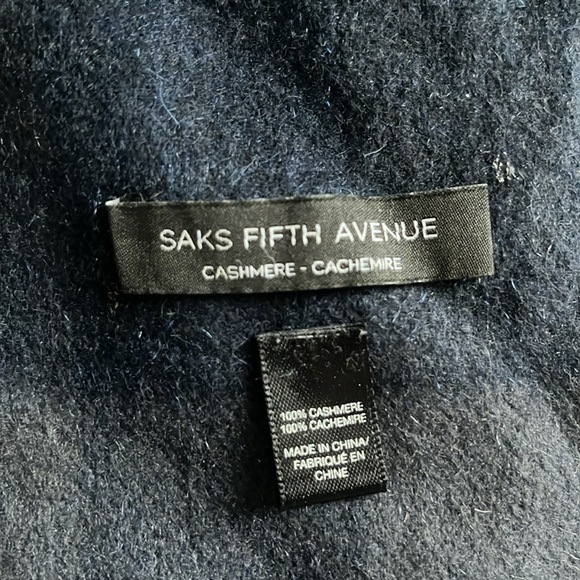 SAKS FIFTH AVENUE
CASHMERE - CACHEMIRE
100% CASHMERE
100% CACHEMIRE
MADE IN CHINA/
FABRIQUÉ EN
CHINE